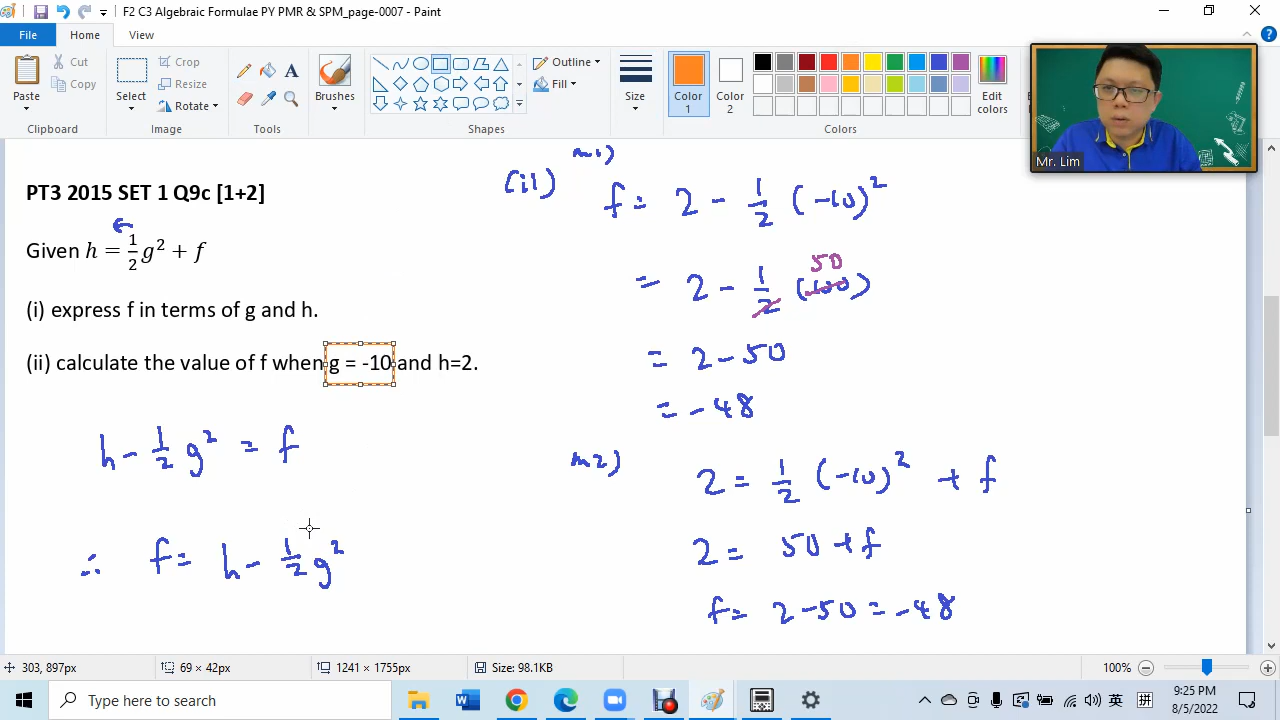 F2 C3 Algebraic Formulae PY PMR & SPM_page-0007 - Paint
File Home View
Paste Cut Copy Clipboard
Select Crop Resize Rotate Image
Tools
Brushes
Outline Fill Shapes
Size
Color 1 Color 2 Edit colors Colors
Mr. Lim
PT3 2015 SET 1 Q9c [1+2]
Given h = 1/2 g² + f
(i) express f in terms of g and h.
(ii) calculate the value of f when g = -10 and h=2.
h - 1/2 g² = f
∴ f = h - 1/2 g²
m1)
(ii) f = 2 - 1/2 (-10)²
50
= 2 - 1/2 (100)
= 2 - 50
= -48
m2) 2 = 1/2 (-10)² + f
2 = 50 + f
f = 2 - 50 = -48
303, 897px 69 × 42px 1241 × 1755px Size: 98.1KB 100%
Type here to search
英 拼
9:25 PM
8/5/2022